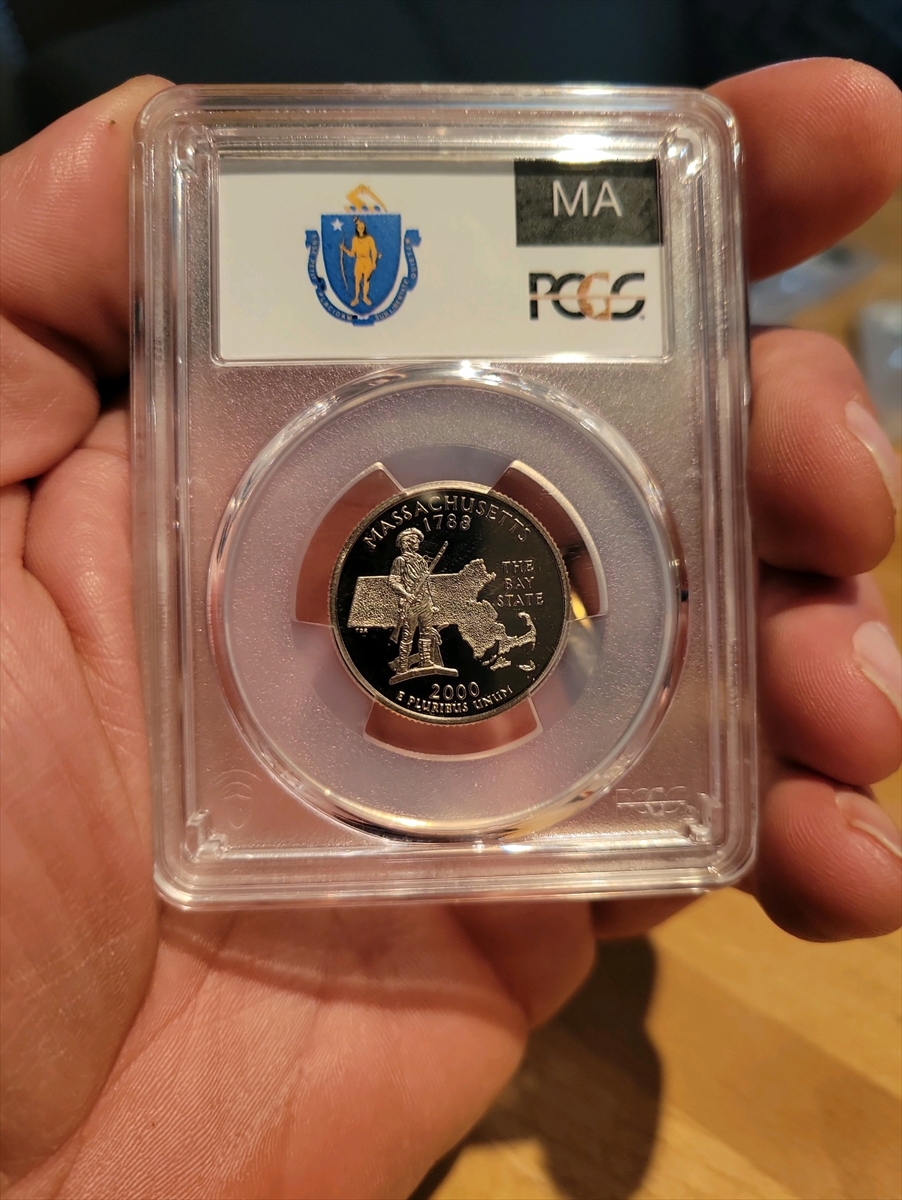 MA
PCGS
MASSACHUSETTS
1788
THE
BAY
STATE
2000
E PLURIBUS UNUM
PCGS